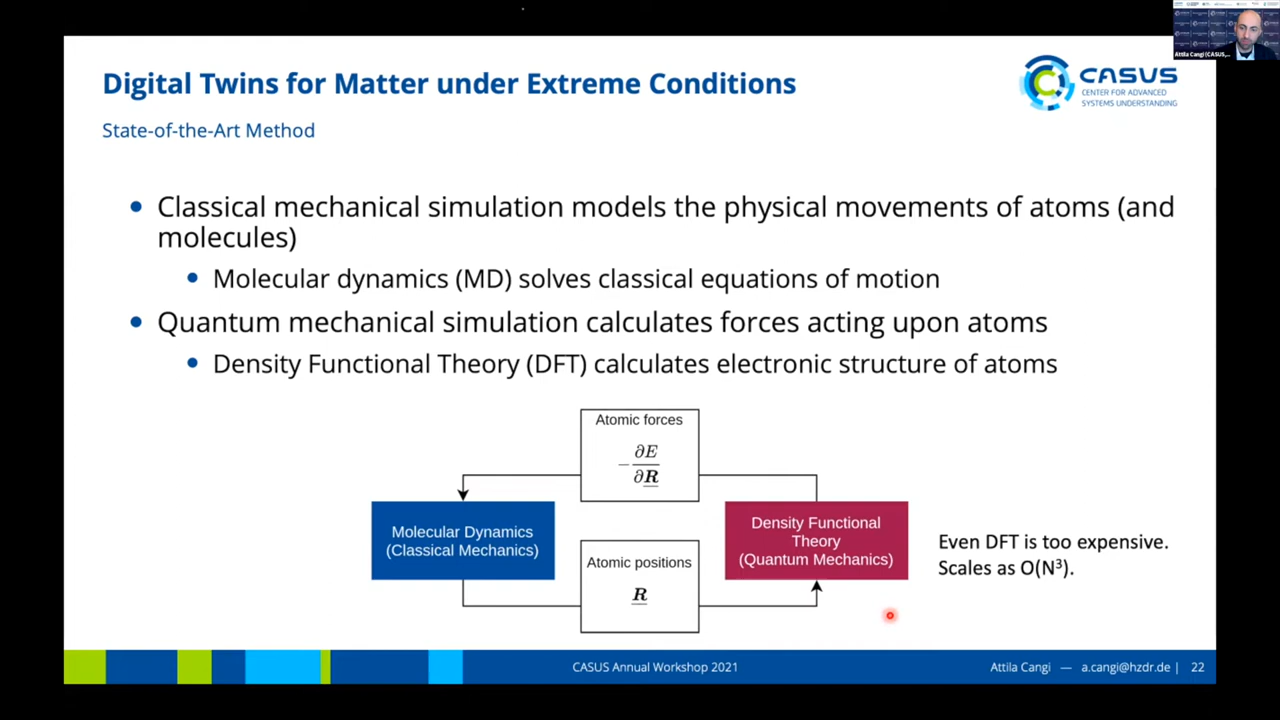 Attila Cangi (CASUS,...
Digital Twins for Matter under Extreme Conditions
CASUS
CENTER FOR ADVANCED
SYSTEMS UNDERSTANDING
State-of-the-Art Method
• Classical mechanical simulation models the physical movements of atoms (and
molecules)
• Molecular dynamics (MD) solves classical equations of motion
• Quantum mechanical simulation calculates forces acting upon atoms
• Density Functional Theory (DFT) calculates electronic structure of atoms
Atomic forces
−∂E/∂R
Molecular Dynamics
(Classical Mechanics)
Density Functional
Theory
(Quantum Mechanics)
Atomic positions
R
Even DFT is too expensive.
Scales as O(N³).
CASUS Annual Workshop 2021
Attila Cangi — a.cangi@hzdr.de | 22